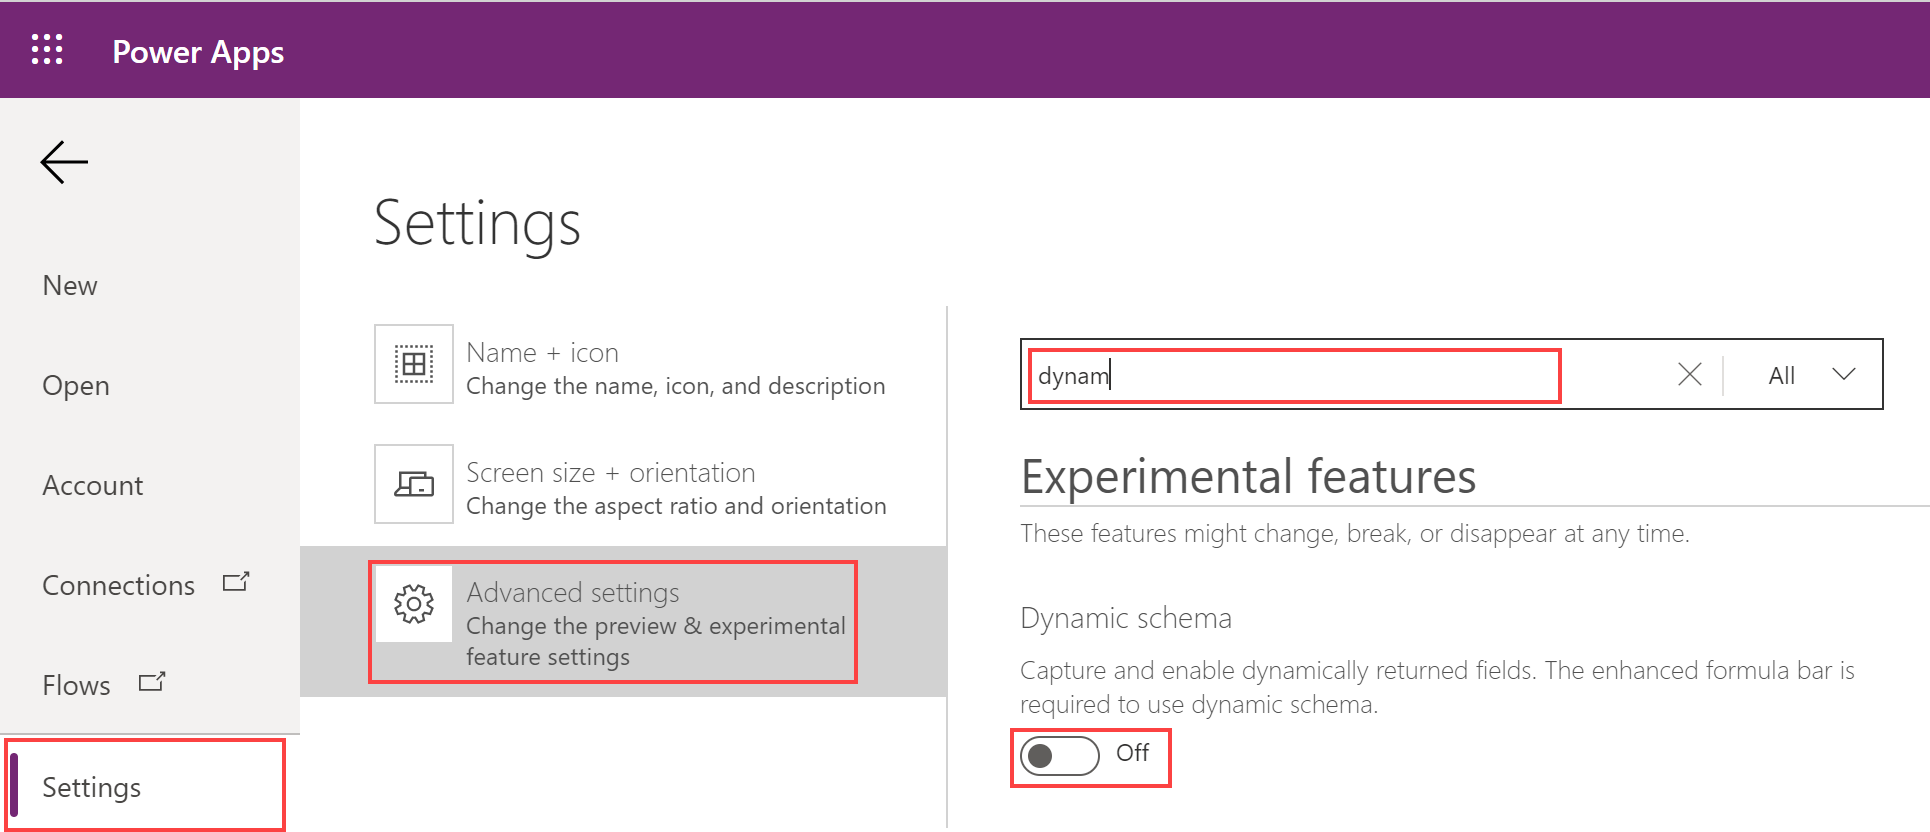 Power Apps
New
Open
Account
Connections
Flows
Settings
Settings
Name + icon
Change the name, icon, and description
Screen size + orientation
Change the aspect ratio and orientation
Advanced settings
Change the preview & experimental
feature settings
dynam
All
Experimental features
These features might change, break, or disappear at any time.
Dynamic schema
Capture and enable dynamically returned fields. The enhanced formula bar is
required to use dynamic schema.
Off